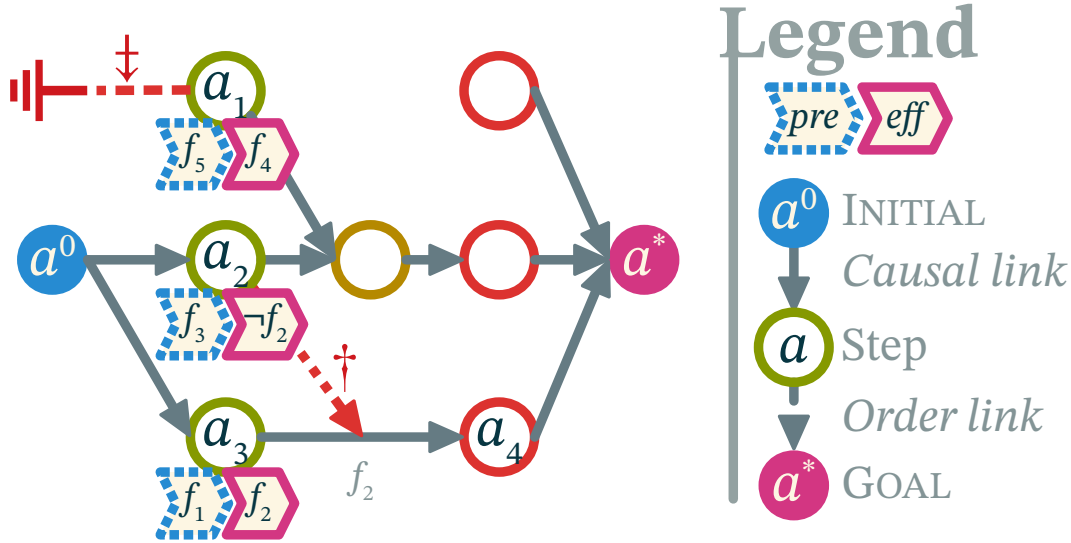 Legend
‡
a₁
pre
eff
f₅
f₄
a⁰
INITIAL
a⁰
a₂
a*
Causal link
f₃
¬f₂
a
Step
†
Order link
a₃
a₄
f₂
a*
GOAL
f₁
f₂